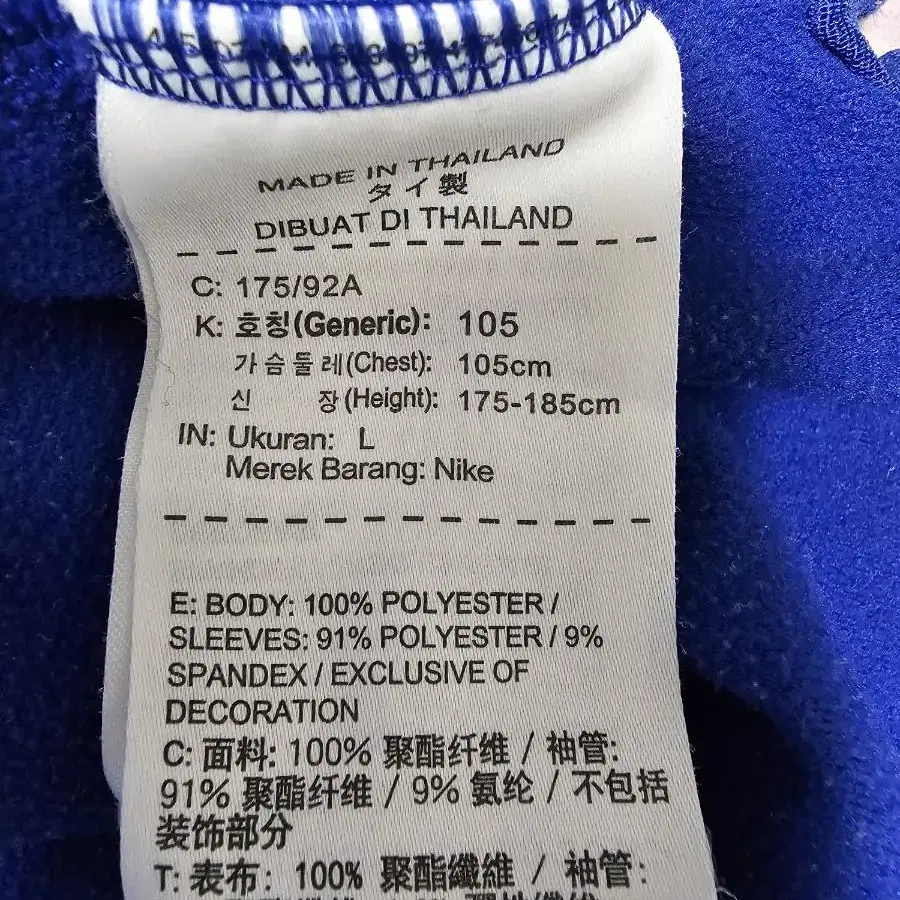 MADE IN THAILAND
タイ製
DIBUAT DI THAILAND
C: 175/92A
K: 호칭(Generic): 105
가슴둘레(Chest): 105cm
신 장(Height): 175-185cm
IN: Ukuran: L
Merek Barang: Nike
E: BODY: 100% POLYESTER /
SLEEVES: 91% POLYESTER / 9%
SPANDEX / EXCLUSIVE OF
DECORATION
C: 面料: 100% 聚酯纤维 / 袖管:
91% 聚酯纤维 / 9% 氨纶 / 不包括
装饰部分
T: 表布: 100% 聚酯纖維 / 袖管: